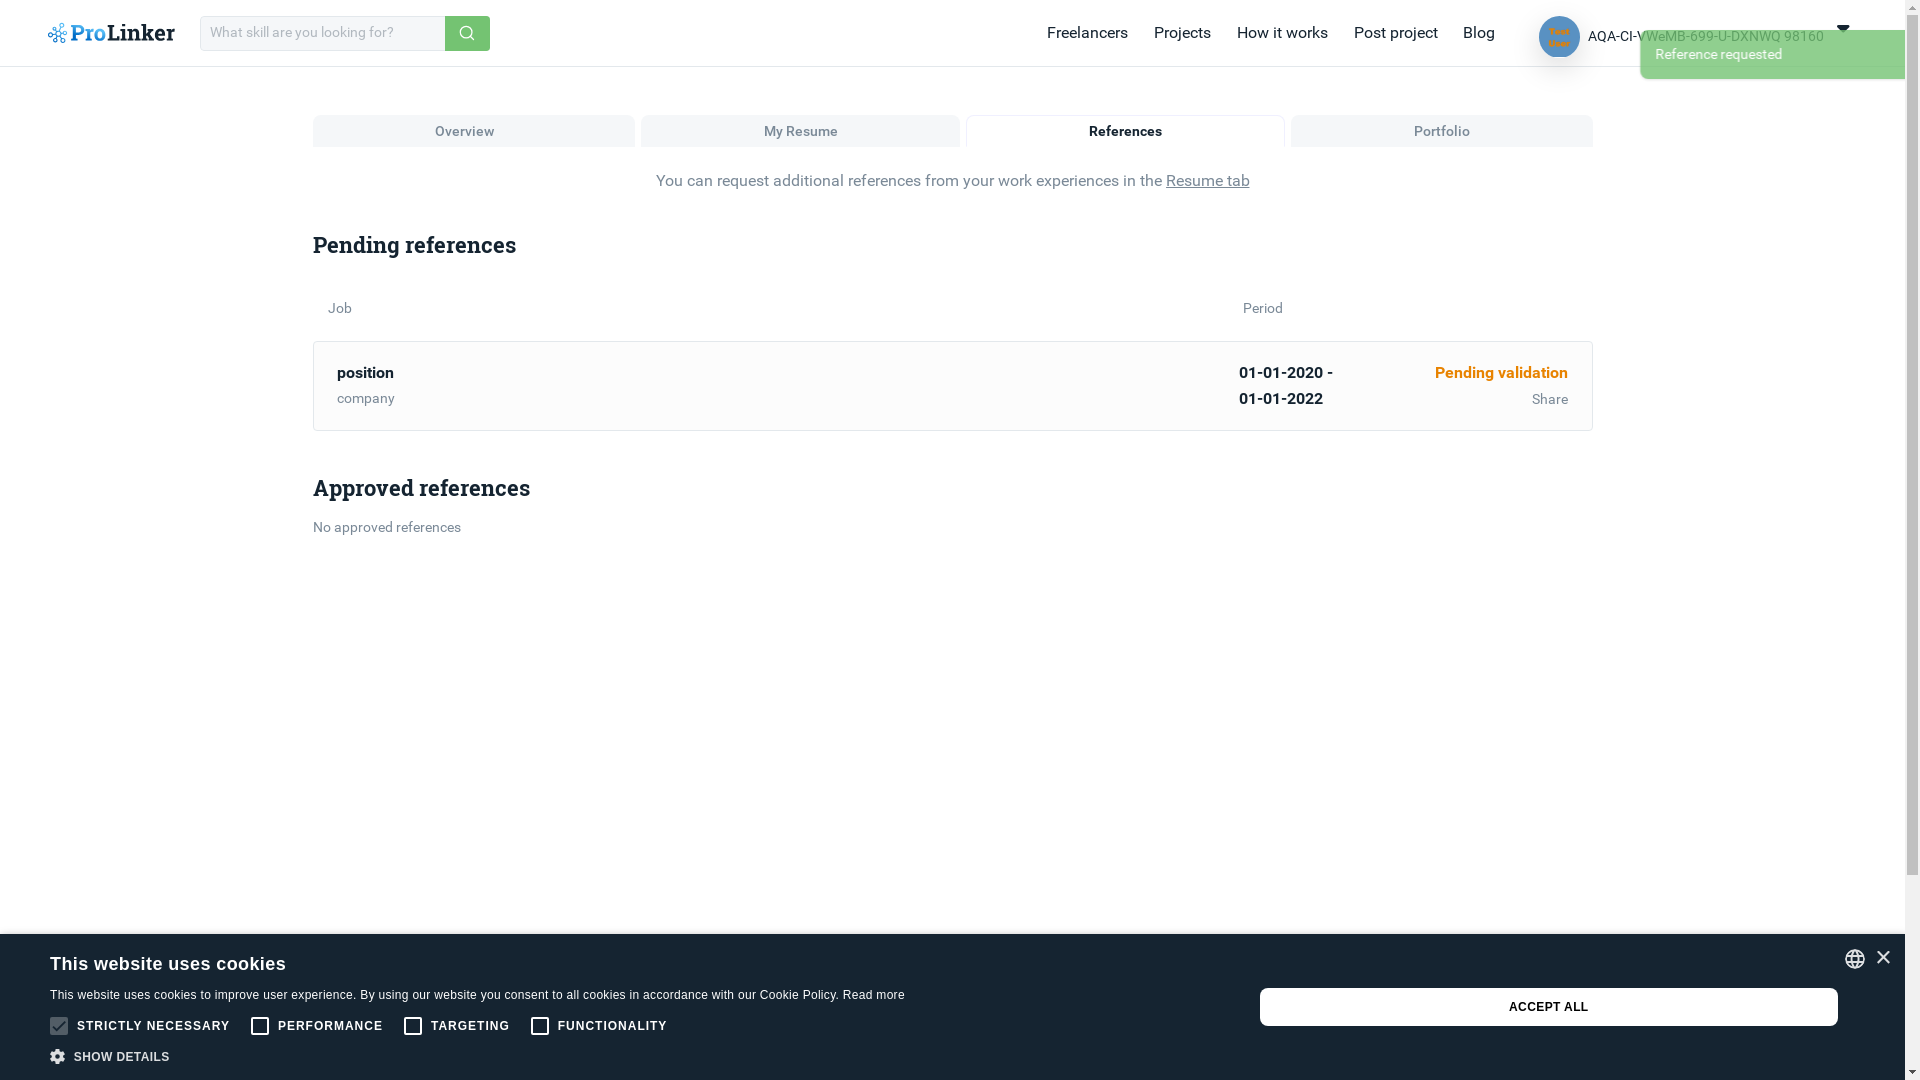 ProLinker
What skill are you looking for?
Freelancers
Projects
How it works
Post project
Blog
Test User
AQA-CI-VWeMB-699-U-DXNWQ 98160
Reference requested
Overview
My Resume
References
Portfolio
You can request additional references from your work experiences in the Resume tab
Pending references
Job
Period
position
company
01-01-2020 -
01-01-2022
Pending validation
Share
Approved references
No approved references
This website uses cookies
This website uses cookies to improve user experience. By using our website you consent to all cookies in accordance with our Cookie Policy. Read more
STRICTLY NECESSARY
PERFORMANCE
TARGETING
FUNCTIONALITY
SHOW DETAILS
ACCEPT ALL